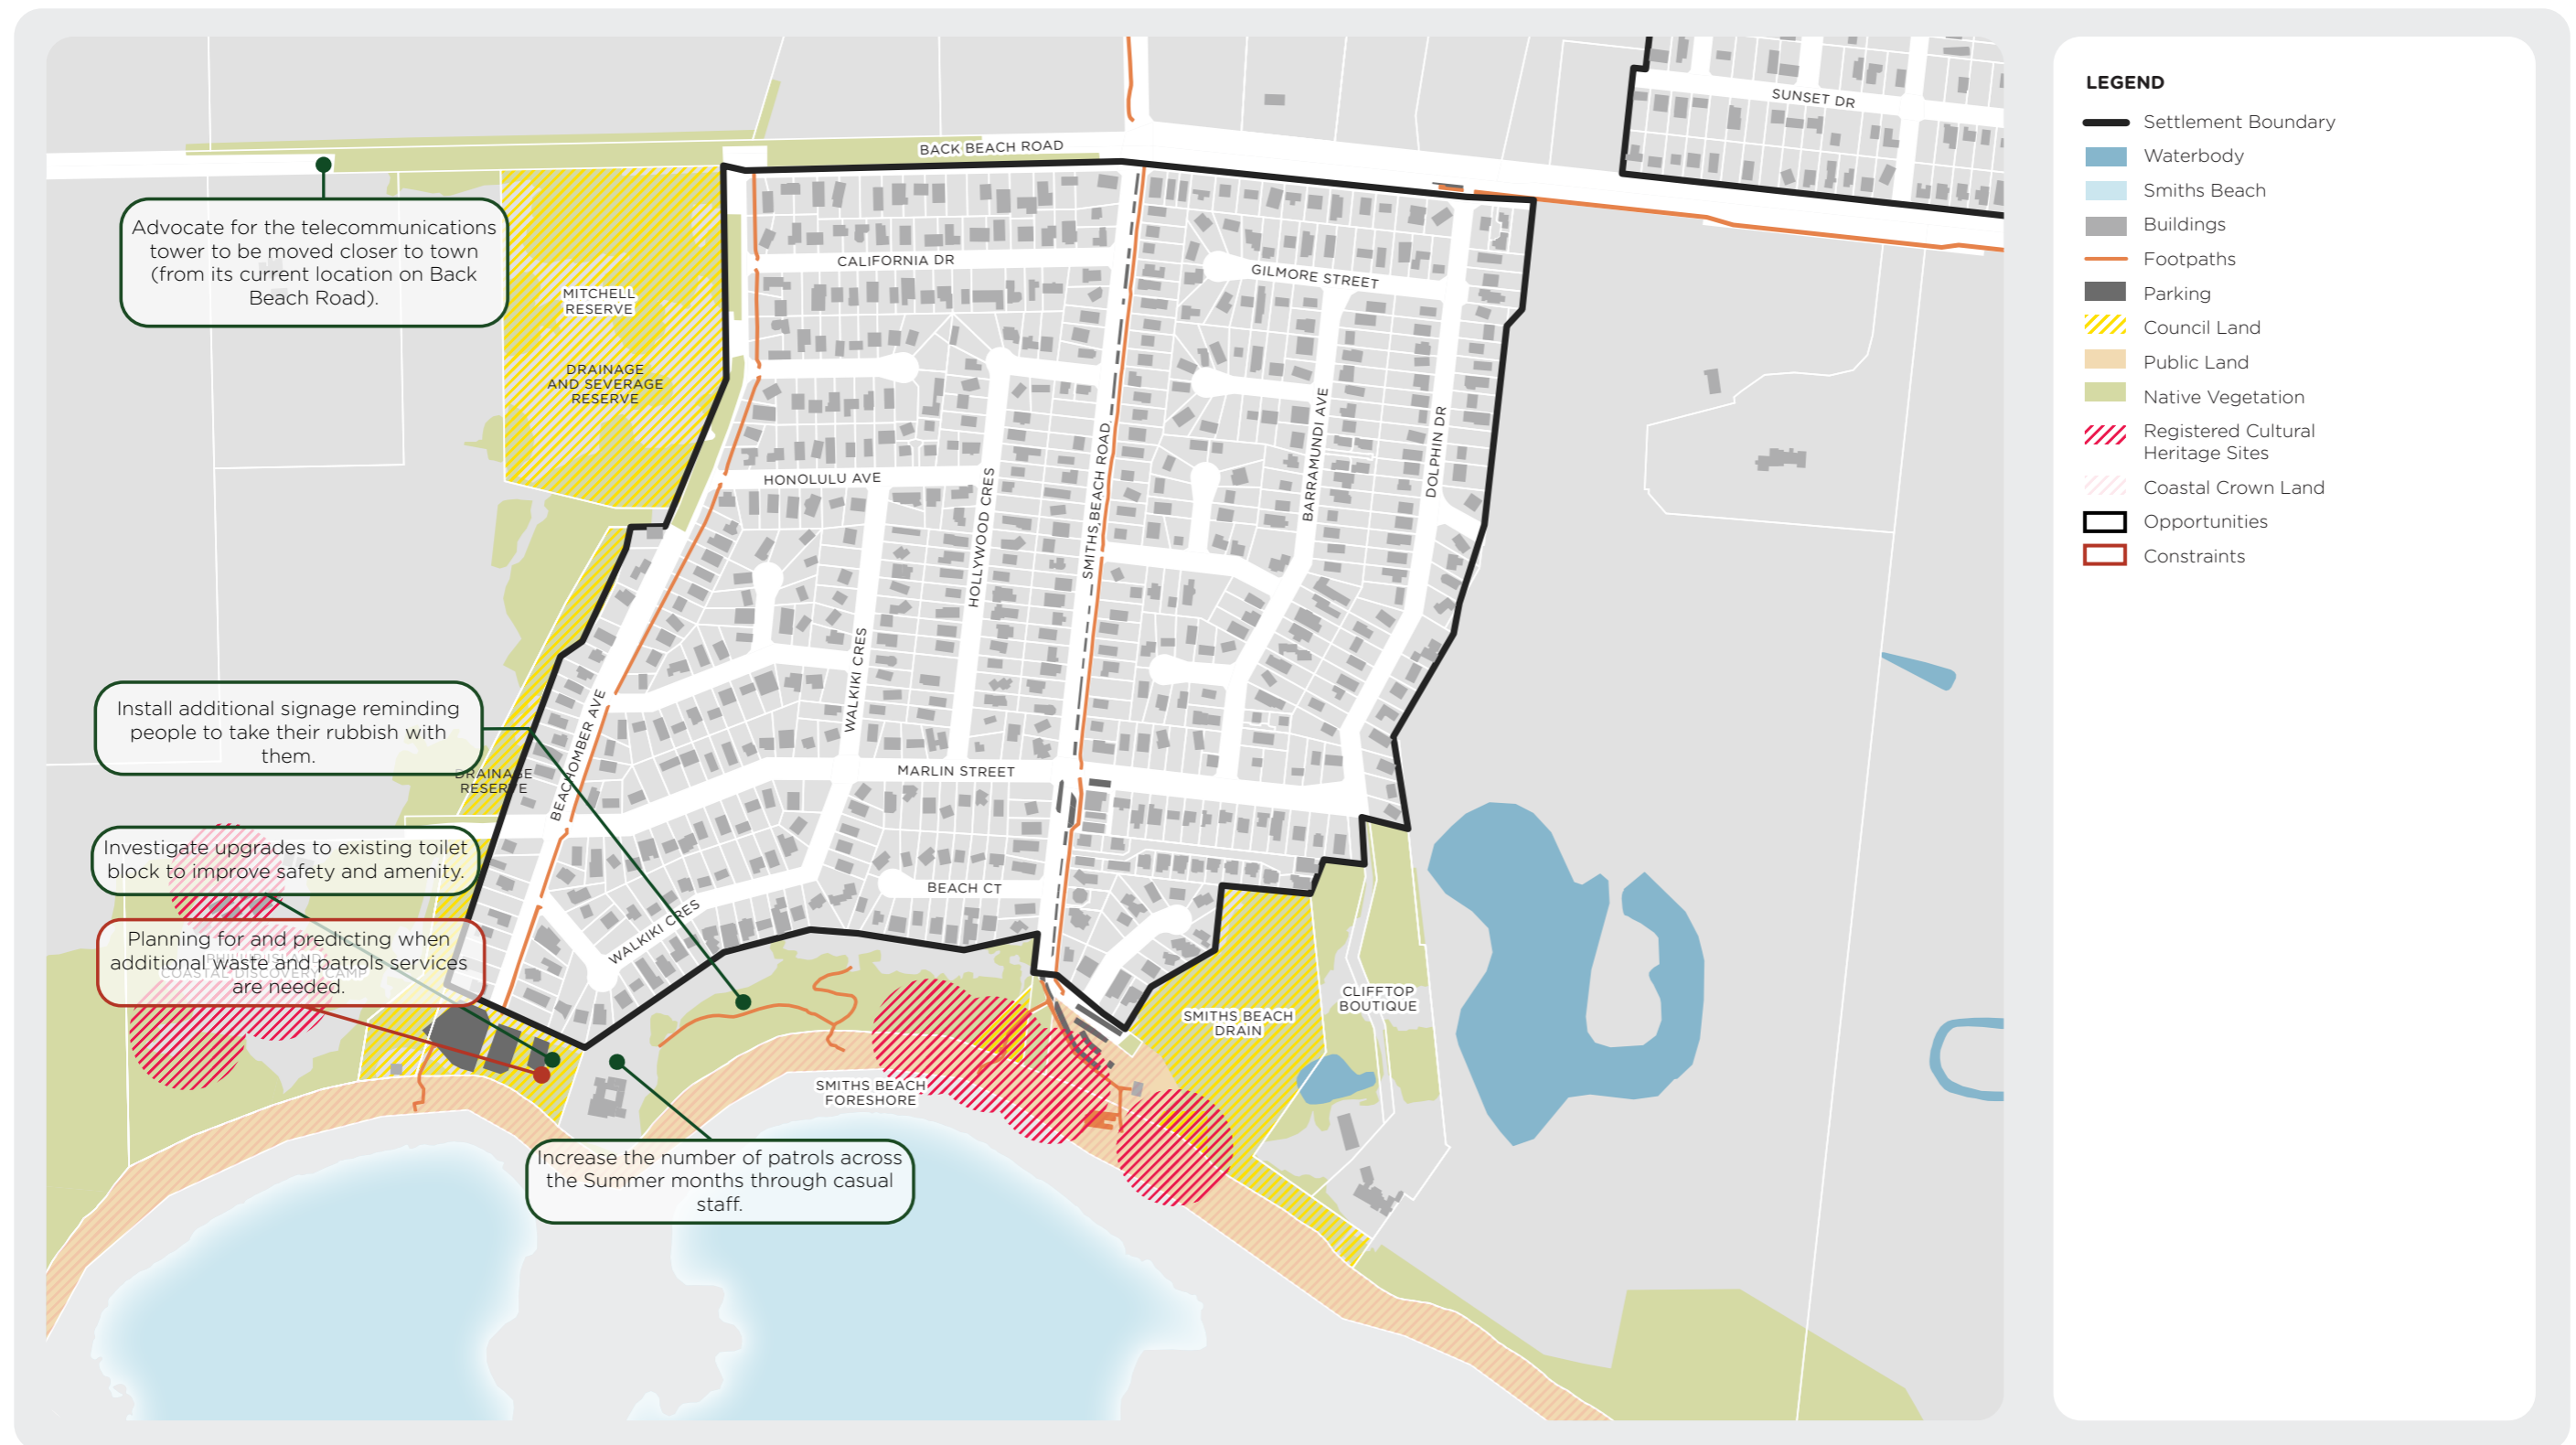 SUNSET DR
BACK BEACH ROAD
Advocate for the telecommunications
tower to be moved closer to town
(from its current location on Back
Beach Road).
CALIFORNIA DR
GILMORE STREET
MITCHELL
RESERVE
DRAINAGE
AND SEVERAGE
RESERVE
HONOLULU AVE
HOLLYWOOD CRES
SMITHS BEACH ROAD
BARRAMUNDI AVE
DOLPHIN DR
WALKIKI CRES
BEACHOMBER AVE
Install additional signage reminding
people to take their rubbish with
them.
DRAINAGE
RESERVE
MARLIN STREET
Investigate upgrades to existing toilet
block to improve safety and amenity.
BEACH CT
WALKIKI CRES
Planning for and predicting when
additional waste and patrols services
are needed.
PHILLIP ISLAND
COASTAL DISCOVERY CAMP
CLIFFTOP
BOUTIQUE
SMITHS BEACH
DRAIN
SMITHS BEACH
FORESHORE
Increase the number of patrols across
the Summer months through casual
staff.
LEGEND
Settlement Boundary
Waterbody
Smiths Beach
Buildings
Footpaths
Parking
Council Land
Public Land
Native Vegetation
Registered Cultural
Heritage Sites
Coastal Crown Land
Opportunities
Constraints